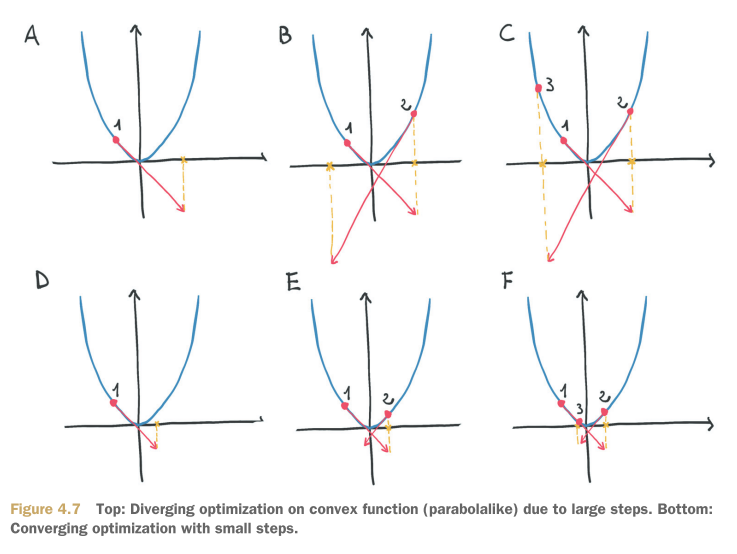 A
1
B
1
2
C
3
1
2
D
1
E
1
2
F
1
3
2
Figure 4.7 Top: Diverging optimization on convex function (parabolalike) due to large steps. Bottom:
Converging optimization with small steps.